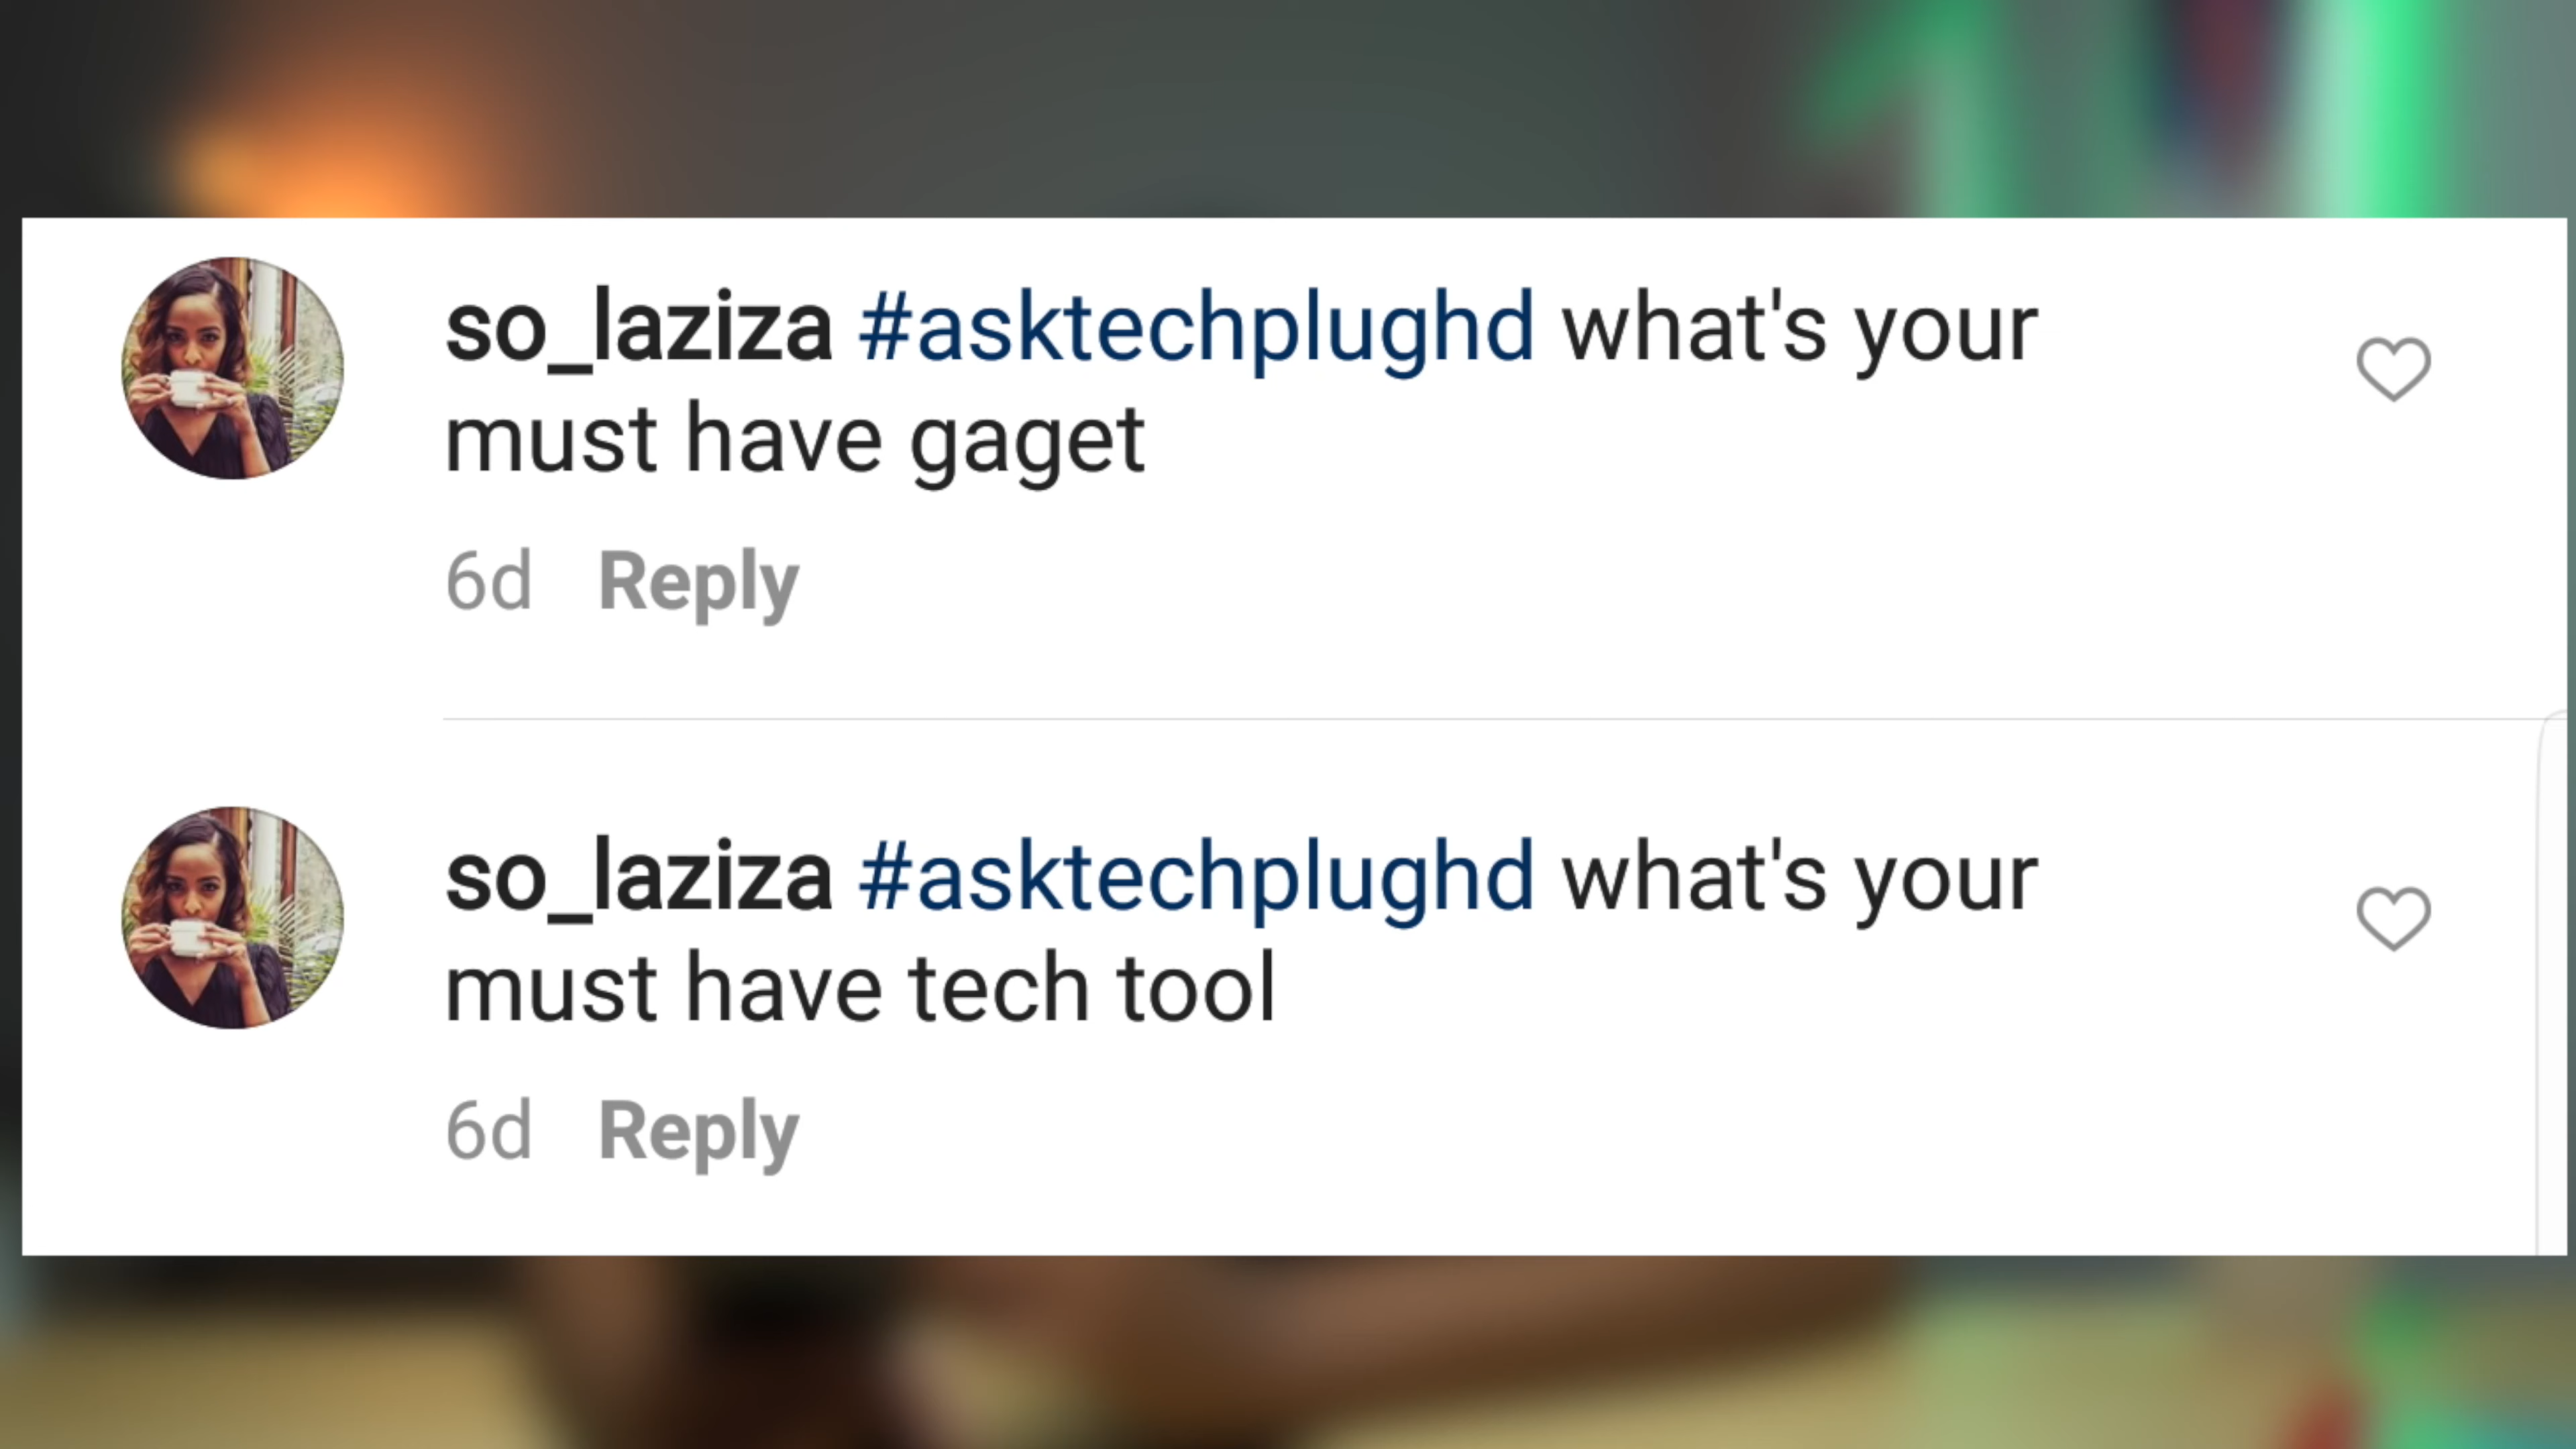 so_laziza #asktechplughd what's your
must have gaget
6d Reply
so_laziza #asktechplughd what's your
must have tech tool
6d Reply